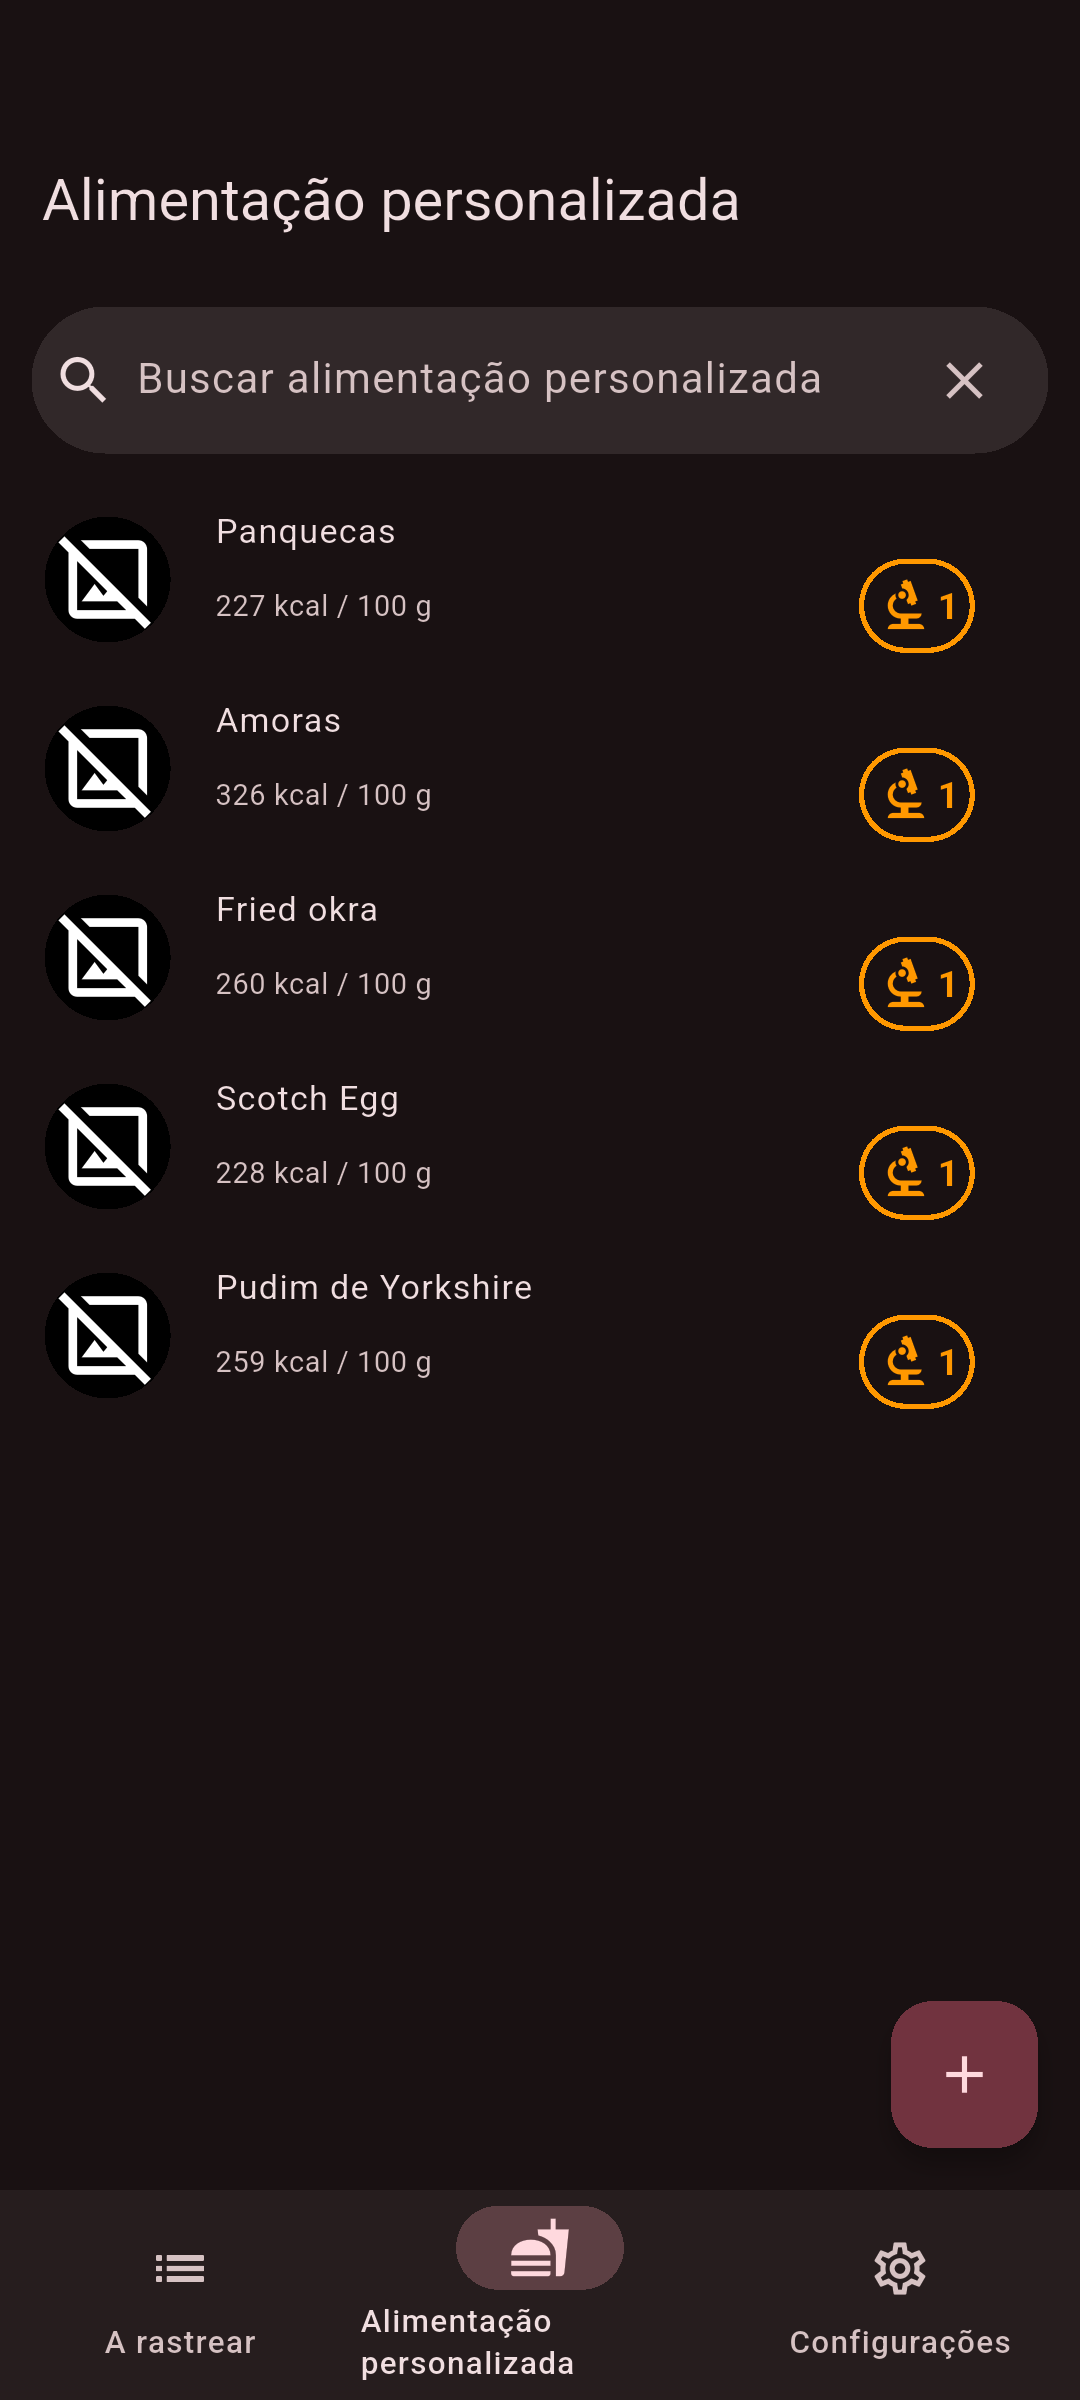 Alimentação personalizada
Buscar alimentação personalizada
Panquecas
227 kcal / 100 g
1
Amoras
326 kcal / 100 g
1
Fried okra
260 kcal / 100 g
1
Scotch Egg
228 kcal / 100 g
1
Pudim de Yorkshire
259 kcal / 100 g
1
A rastrear
Alimentação
personalizada
Configurações